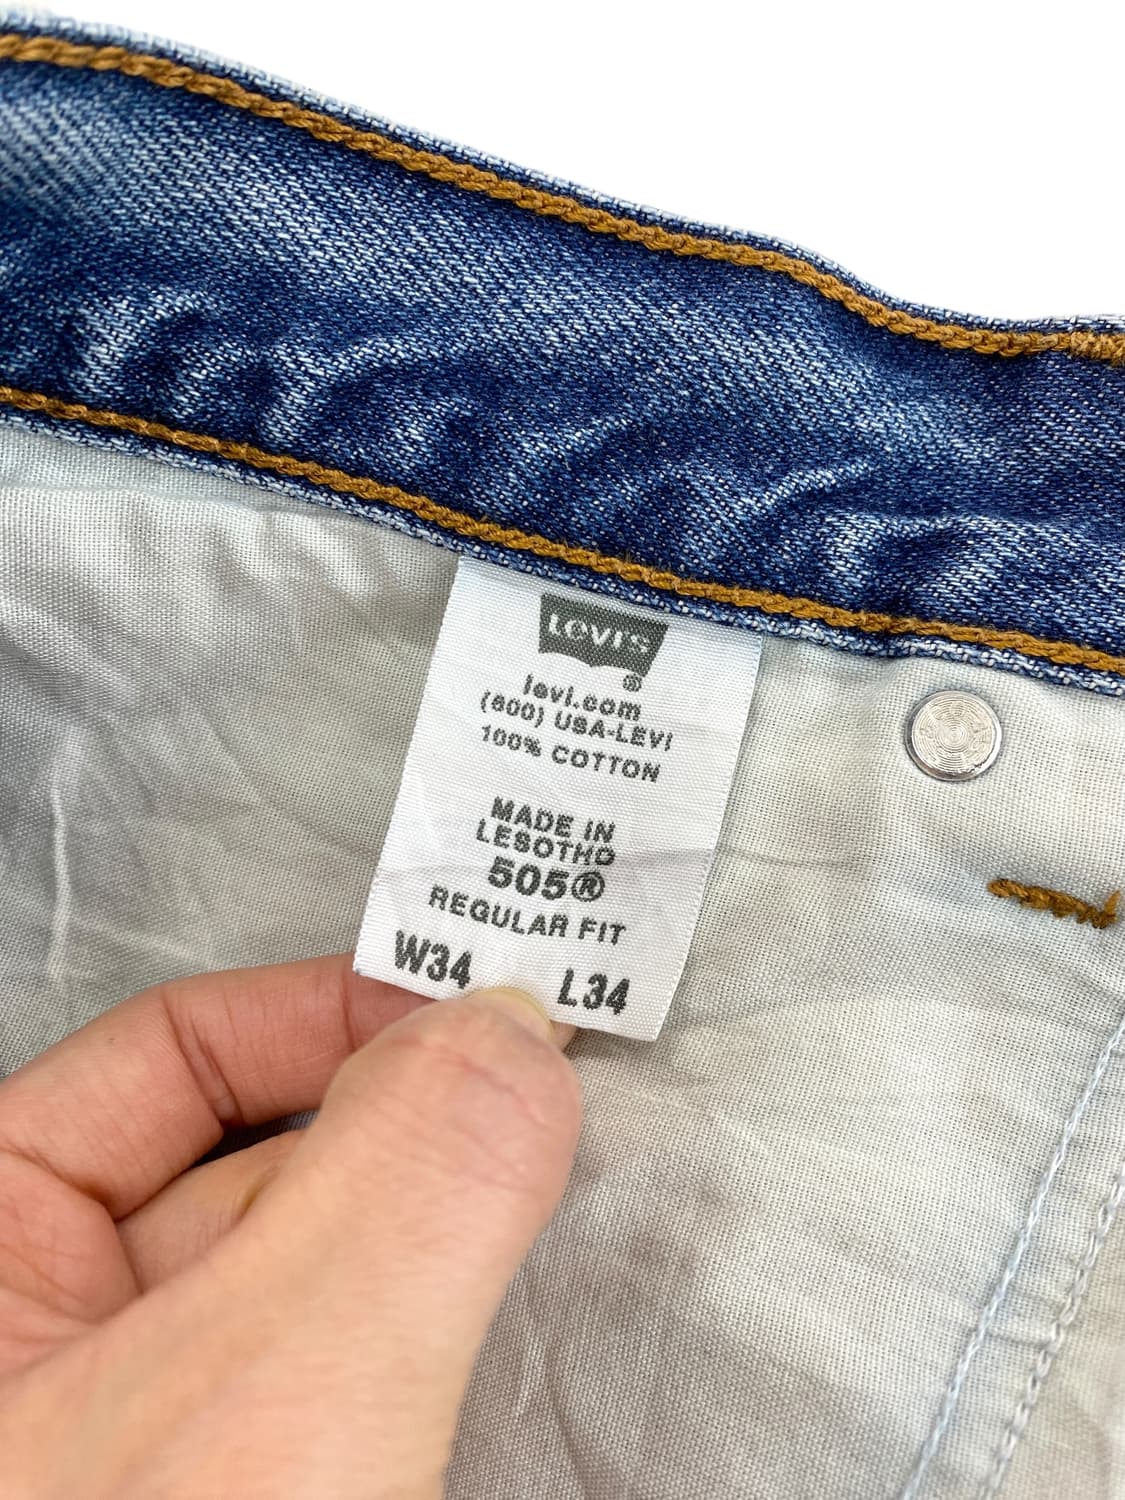 Levi's
®
levi.com
(800) USA-LEVI
100% COTTON
MADE IN
LESOTHO
505®
REGULAR FIT
W34 L34